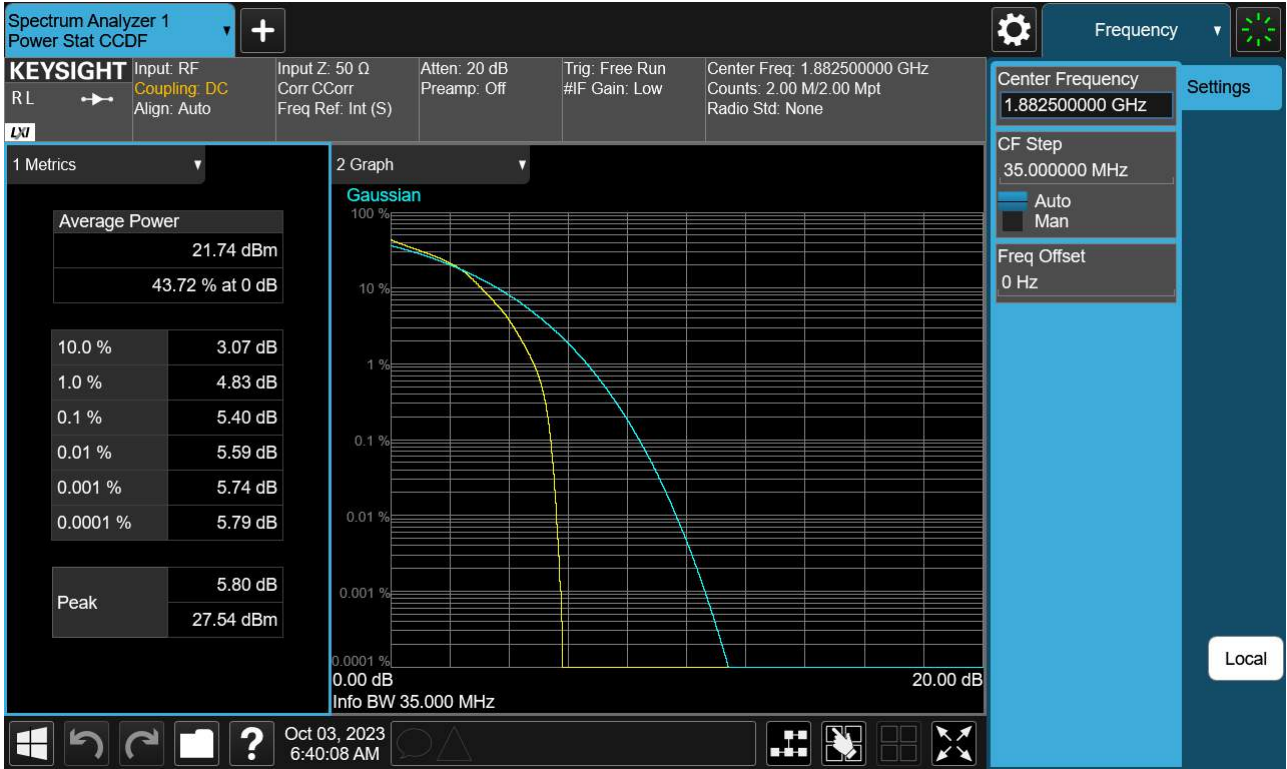 Spectrum Analyzer 1
Power Stat CCDF
+
Frequency
KEYSIGHT
R L
LXI
Input: RF
Coupling: DC
Align: Auto
Input Z: 50 Ω
Corr CCorr
Freq Ref: Int (S)
Atten: 20 dB
Preamp: Off
Trig: Free Run
#IF Gain: Low
Center Freq: 1.882500000 GHz
Counts: 2.00 M/2.00 Mpt
Radio Std: None
Center Frequency
1.882500000 GHz
Settings
CF Step
35.000000 MHz
Auto
Man
Freq Offset
0 Hz
1 Metrics
Average Power
21.74 dBm
43.72 % at 0 dB
10.0 % 3.07 dB
1.0 % 4.83 dB
0.1 % 5.40 dB
0.01 % 5.59 dB
0.001 % 5.74 dB
0.0001 % 5.79 dB
Peak
5.80 dB
27.54 dBm
2 Graph
Gaussian
100 %
10 %
1 %
0.1 %
0.01 %
0.001 %
0.0001 %
0.00 dB 20.00 dB
Info BW 35.000 MHz
Local
?
Oct 03, 2023
6:40:08 AM